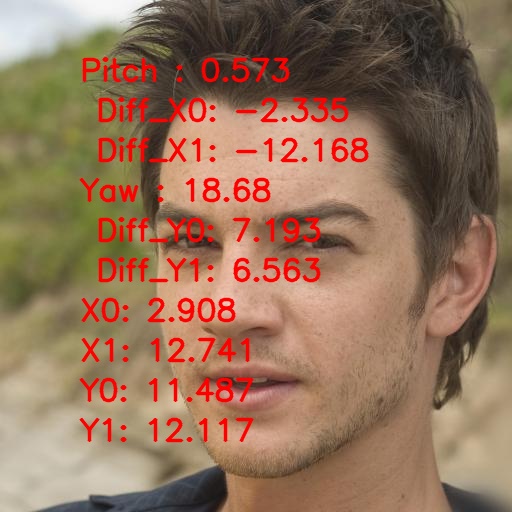 Pitch : 0.573
Diff_X0: -2.335
Diff_X1: -12.168
Yaw : 18.68
Diff_Y0: 7.193
Diff_Y1: 6.563
X0: 2.908
X1: 12.741
Y0: 11.487
Y1: 12.117